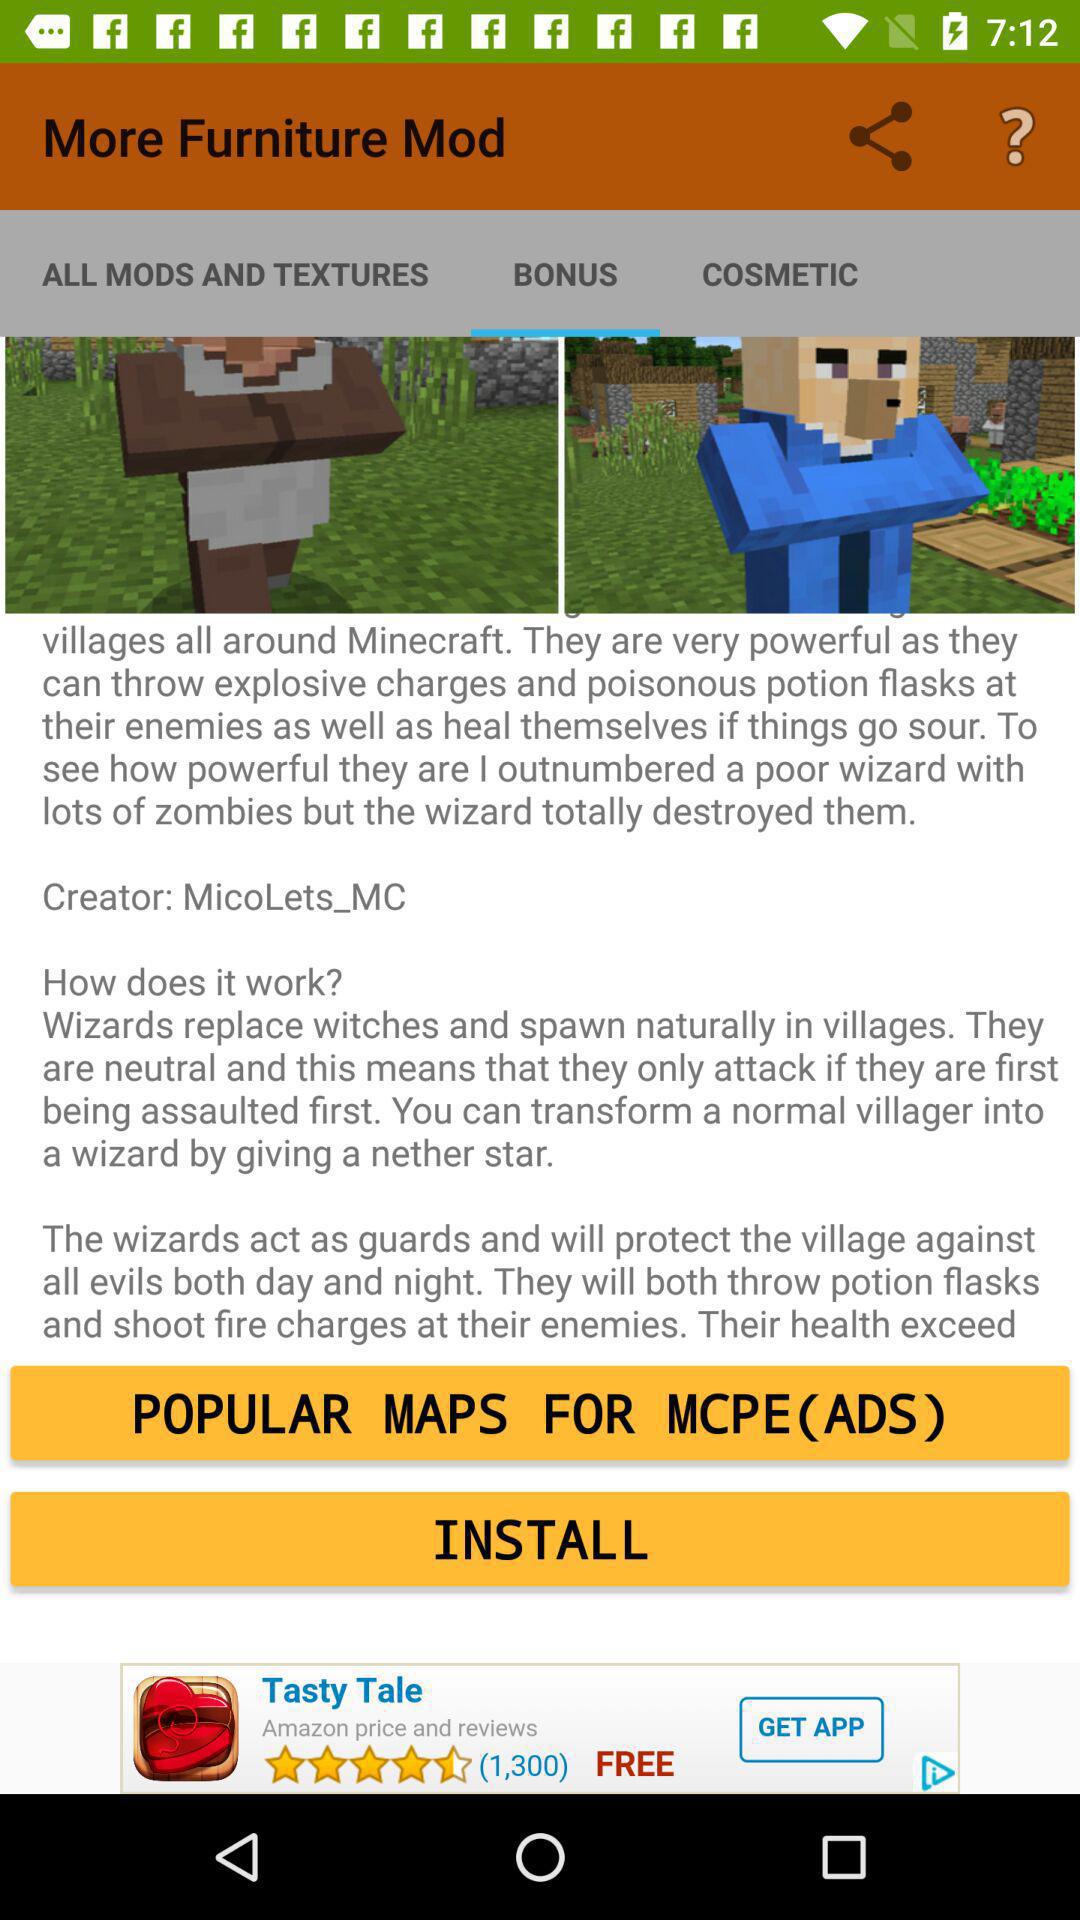 7:12
More Furniture Mod
?
ALL MODS AND TEXTURES BONUS COSMETIC
villages all around Minecraft. They are very powerful as they
can throw explosive charges and poisonous potion flasks at
their enemies as well as heal themselves if things go sour. To
see how powerful they are I outnumbered a poor wizard with
lots of zombies but the wizard totally destroyed them.
Creator: MicoLets_MC
How does it work?
Wizards replace witches and spawn naturally in villages. They
are neutral and this means that they only attack if they are first
being assaulted first. You can transform a normal villager into
a wizard by giving a nether star.
The wizards act as guards and will protect the village against
all evils both day and night. They will both throw potion flasks
and shoot fire charges at their enemies. Their health exceed
POPULAR MAPS FOR MCPE(ADS)
INSTALL
Tasty Tale
Amazon price and reviews
(1,300) FREE
GET APP